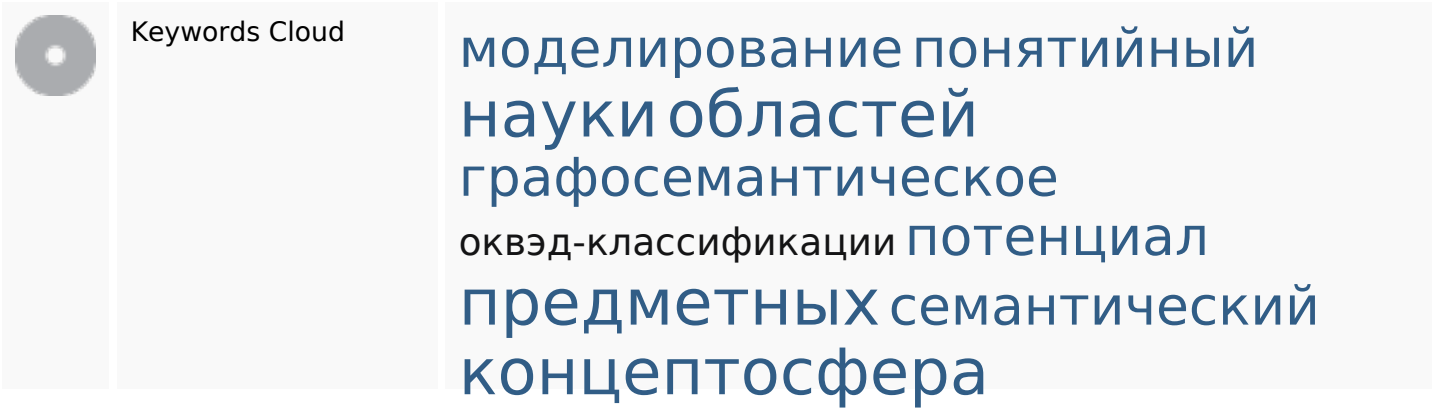 Keywords Cloud
моделирование понятийный
науки областей
графосемантическое
оквэд-классификации потенциал
предметных семантический
концептосфера